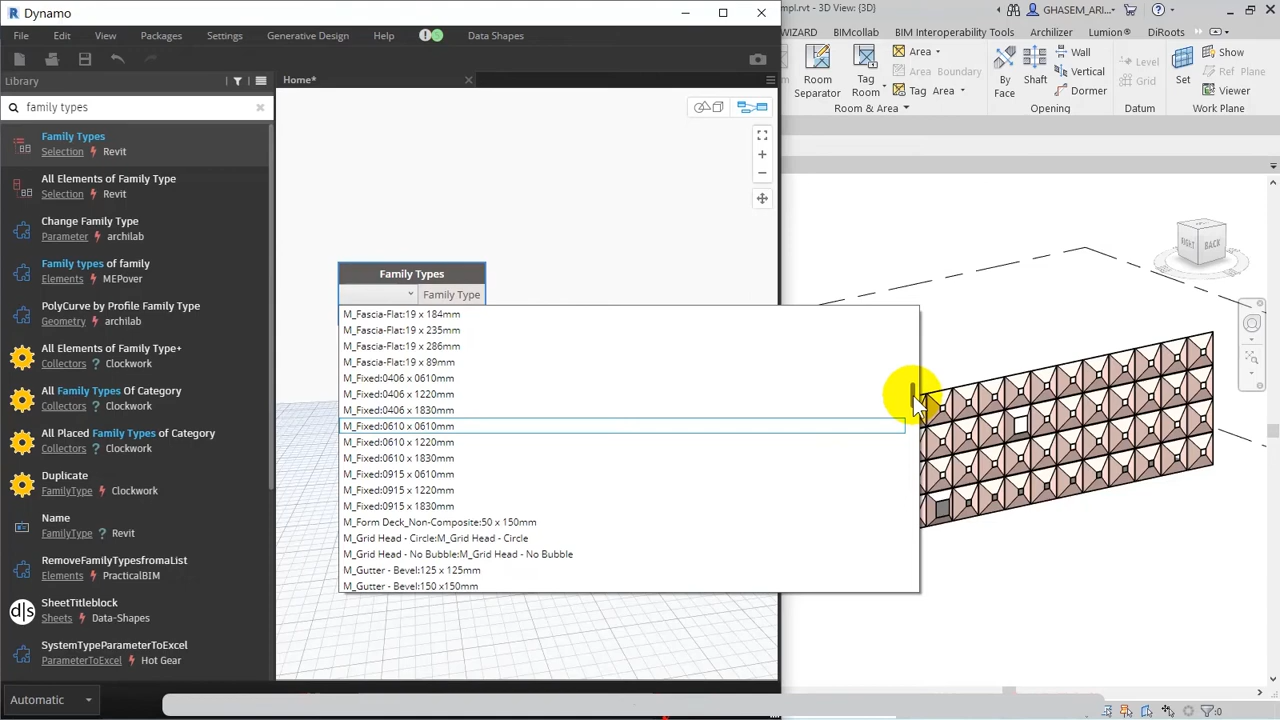 Dynamo
File Edit View Packages Settings Generative Design Help Data Shapes
Library
Home*
family types
Family Types
Selection Revit
All Elements of Family Type
Selection Revit
Change Family Type
Parameter archilab
Family types of family
Elements MEPover
PolyCurve by Profile Family Type
Geometry archilab
All Elements of Family Type+
Collectors ? Clockwork
All Family Types Of Category
Collectors ? Clockwork
All Placed Family Types of Category
Collectors ? Clockwork
Duplicate
FamilyType Clockwork
Name
FamilyType Revit
RemoveFamilyTypesfromaList
Elements PracticalBIM
SheetTitleblock
Sheets Data-Shapes
SystemTypeParameterToExcel
ParameterToExcel Hot Gear
Automatic
Family Types
Family Type
M_Fascia-Flat:19 x 184mm
M_Fascia-Flat:19 x 235mm
M_Fascia-Flat:19 x 286mm
M_Fascia-Flat:19 x 89mm
M_Fixed:0406 x 0610mm
M_Fixed:0406 x 1220mm
M_Fixed:0406 x 1830mm
M_Fixed:0610 x 0610mm
M_Fixed:0610 x 1220mm
M_Fixed:0610 x 1830mm
M_Fixed:0915 x 0610mm
M_Fixed:0915 x 1220mm
M_Fixed:0915 x 1830mm
M_Form Deck_Non-Composite:50 x 150mm
M_Grid Head - Circle:M_Grid Head - Circle
M_Grid Head - No Bubble:M_Grid Head - No Bubble
M_Gutter - Bevel:125 x 125mm
M_Gutter - Bevel:150 x150mm
mpl.rt - 3D View: {3D}
GHASEM_ARI...
WIZARD BIMcollab BIM Interoperability Tools Archilizer Lumion® DiRoots
Room Separator
Tag Room
Area
Area Boundary
Tag Area
Room & Area
By Face
Shaft
Wall
Vertical
Dormer
Opening
Level
Grid
Datum
Set
Show
Ref Plane
Viewer
Work Plane
RIGHT
BACK
:0